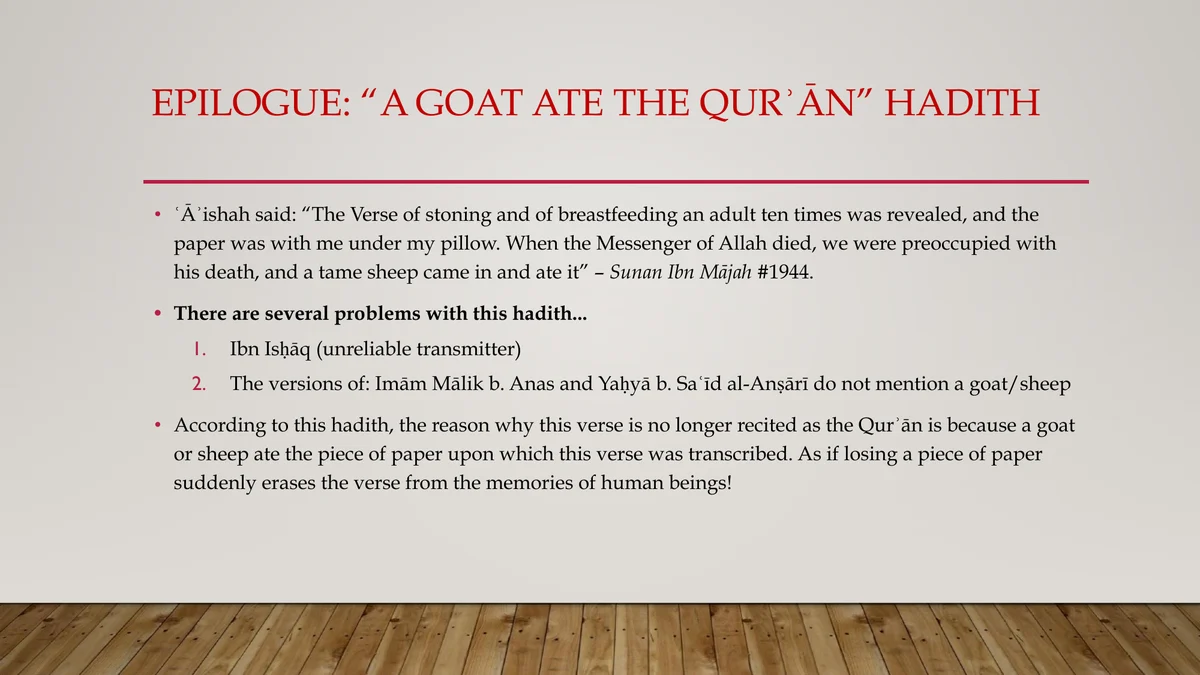 EPILOGUE: “A GOAT ATE THE QURʾĀN” HADITH
• ʿĀʾishah said: “The Verse of stoning and of breastfeeding an adult ten times was revealed, and the
paper was with me under my pillow. When the Messenger of Allah died, we were preoccupied with
his death, and a tame sheep came in and ate it” – Sunan Ibn Mājah #1944.
• There are several problems with this hadith...
1. Ibn Isḥāq (unreliable transmitter)
2. The versions of: Imām Mālik b. Anas and Yaḥyā b. Saʿīd al-Anṣārī do not mention a goat/sheep
• According to this hadith, the reason why this verse is no longer recited as the Qurʾān is because a goat
or sheep ate the piece of paper upon which this verse was transcribed. As if losing a piece of paper
suddenly erases the verse from the memories of human beings!